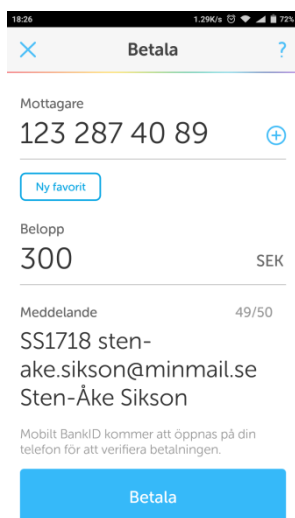 18:26 1.29K/s 72%
Betala ?
Mottagare
123 287 40 89
Ny favorit
Belopp
300 SEK
Meddelande 49/50
SS1718 sten-
ake.sikson@minmail.se
Sten-Åke Sikson
Mobilt BankID kommer att öppnas på din
telefon för att verifiera betalningen.
Betala